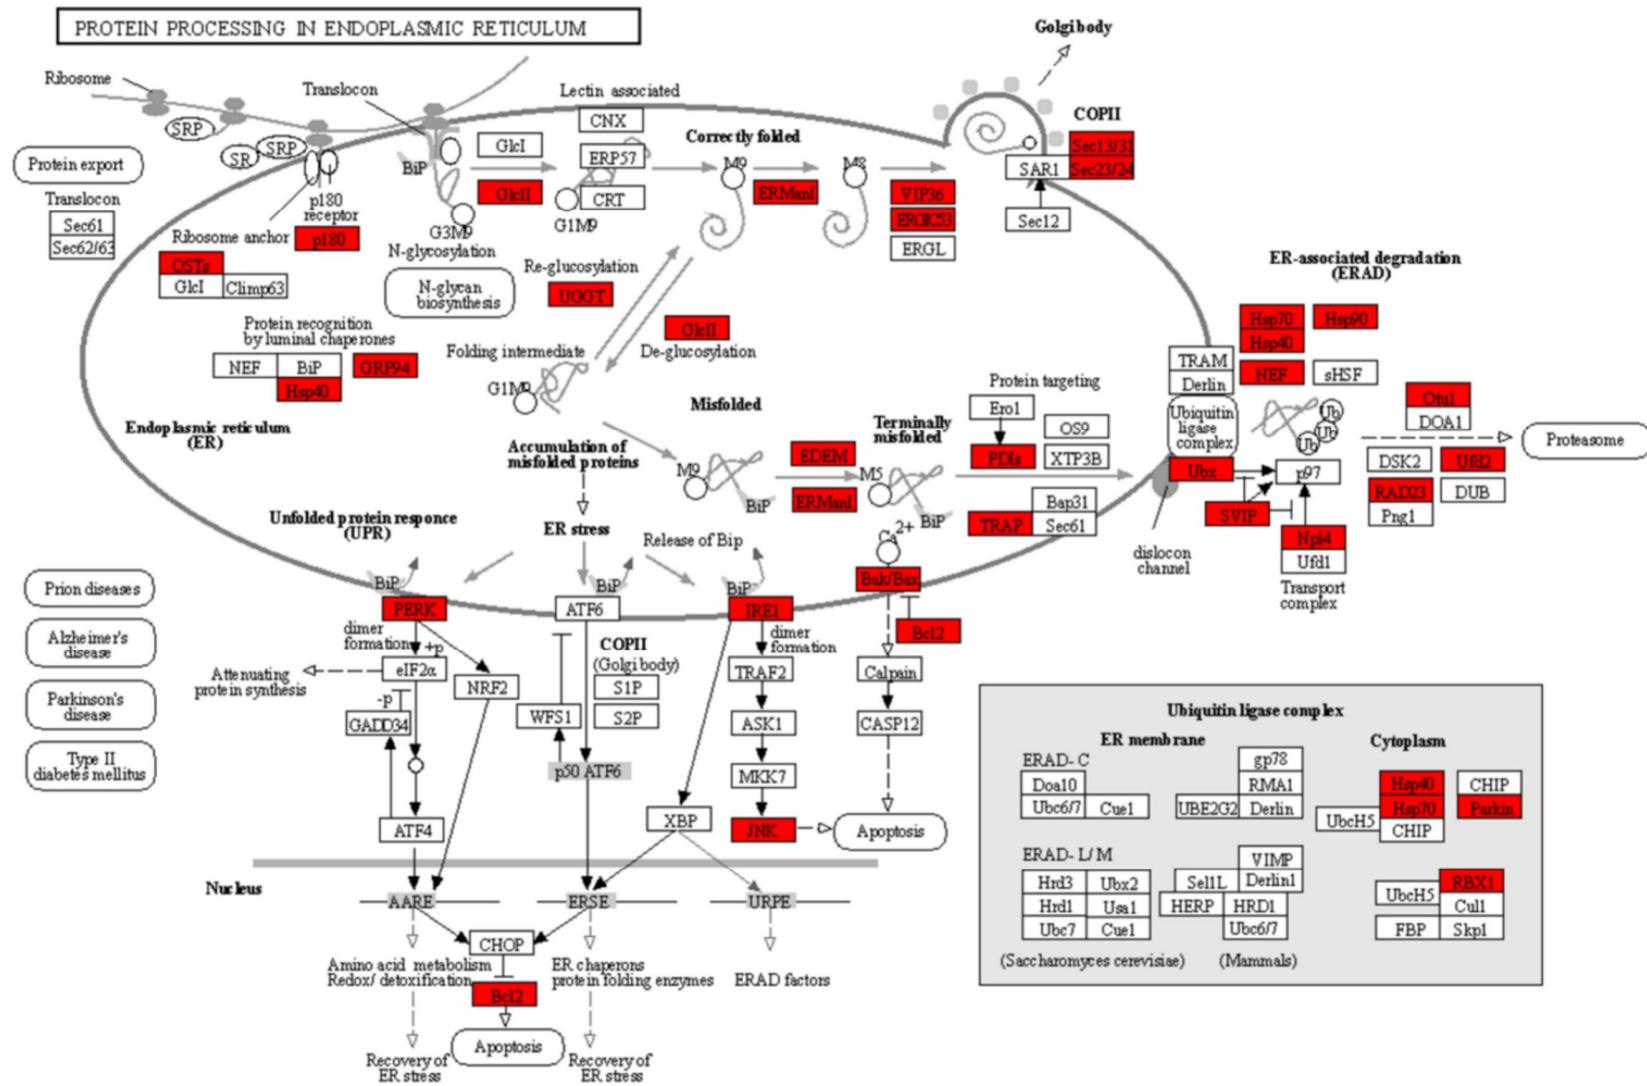 PROTEIN PROCESSING IN ENDOPLASMIC RETICULUM
Golgi body
Ribosome
Translocon
Lectin associated
CNX
COPII
SRP
SRP
SR
GlcI
Correctly folded
Sec13/31
Protein export
BiP
ERP57
M9
M8
SAR1
Sec23/24
Translocon
p180
receptor
GlcII
CRT
ERManI
VIP36
Sec61
G3M9
G1M9
ERGIC53
Sec12
Sec62/63
Ribosome anchor
p180
N-glycosylation
ERGL
OSTs
Re-glucosylation
ER-associated degradation
(ERAD)
GlcI
Climp63
N-glycan
biosynthesis
UGGT
Protein recognition
by luminal chaperones
GlcII
Hsp70
Hsp90
Hsp40
NEF
BiP
GRP94
Folding intermediate
De-glucosylation
TRAM
Hsp40
G1M9
Protein targeting
Derlin
NEF
sHSF
Misfolded
Ero1
Otu1
Endoplasmic reticulum
(ER)
Terminally
misfolded
OS9
Ubiquitin
ligase
complex
Ub
Ub
Ub
DOA1
Proteasome
Accumulation of
misfolded proteins
EDEM
PDIs
XTP3B
DSK2
Ufd2
M9
M5
Ubx
p97
BiP
ERManI
BiP
Bap31
RAD23
DUB
Unfolded protein responce
(UPR)
ER stress
Release of Bip
Ca2+
TRAP
Sec61
SVIP
Png1
dislocon
channel
Npl4
Ufd1
Transport
complex
Prion diseases
BiP
BiP
BiP
Bak/Bax
PERK
ATF6
IRE1
Alzheimer's
disease
dimer
formation
+p
COPII
(Golgi body)
dimer
formation
Bcl2
Attenuating
protein synthesis
eIF2α
NRF2
S1P
TRAF2
Calpain
Parkinson's
disease
-p
GADD34
WFS1
S2P
ASK1
CASP12
Type II
diabetes mellitus
p50 ATF6
MKK7
ATF4
XBP
JNK
Apoptosis
Nucleus
AARE
ERSE
URPE
CHOP
Amino acid metabolism
Redox/ detoxification
ER chaperons
protein folding enzymes
ERAD factors
Bcl2
Apoptosis
Recovery of
ER stress
Recovery of
ER stress
Ubiquitin ligase complex
ER membrane
Cytoplasm
ERAD- C
gp78
Doa10
RMA1
Hsp40
CHIP
Ubc6/7
Cue1
UBE2G2
Derlin
UbcH5
Hsp70
Parkin
CHIP
ERAD- L/ M
VIMP
Hrd3
Ubx2
Sel1L
Derlin1
UbcH5
RBX1
Hrd1
Usa1
HERP
HRD1
Cul1
Ubc7
Cue1
Ubc6/7
FBP
Skp1
(Saccharomyces cerevisiae)
(Mammals)